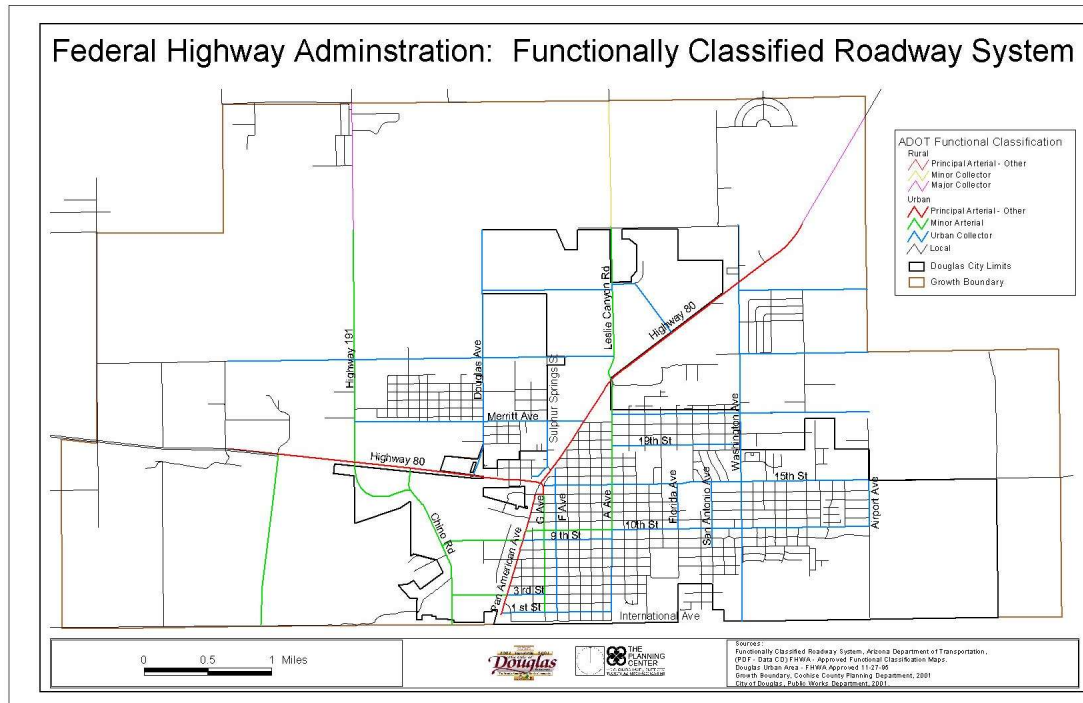 Federal Highway Adminstration: Functionally Classified Roadway System
ADOT Functional Classification
Rural
Principal Arterial - Other
Minor Collector
Major Collector
Urban
Principal Arterial - Other
Minor Arterial
Urban Collector
Local
Douglas City Limits
Growth Boundary
Leslie Canyon Rd
Highway 80
Highway 191
Douglas Ave
Sulphur Springs S
Merritt Ave
Washington Ave
19th St
Highway 80
15th St
Airport Ave
G Ave
F Ave
A Ave
Florida Ave
San Antonio Ave
10th St
Chino Rd
9 th St
Pan American Ave
3 rd St
1 st St
International Ave
0 0.5 1 Miles
Douglas
THE
PLANNING
CENTER
Sources:
Functionally Classified Roadway System, Arizona Department of Transportation,
(PDF - Data CD) FHWA - Approved Functional Classification Maps.
Douglas Urban Area - FHWA Approved 11-27-95
Growth Boundary, Cochise County Planning Department, 2001
City of Douglas, Public Works Department, 2001.